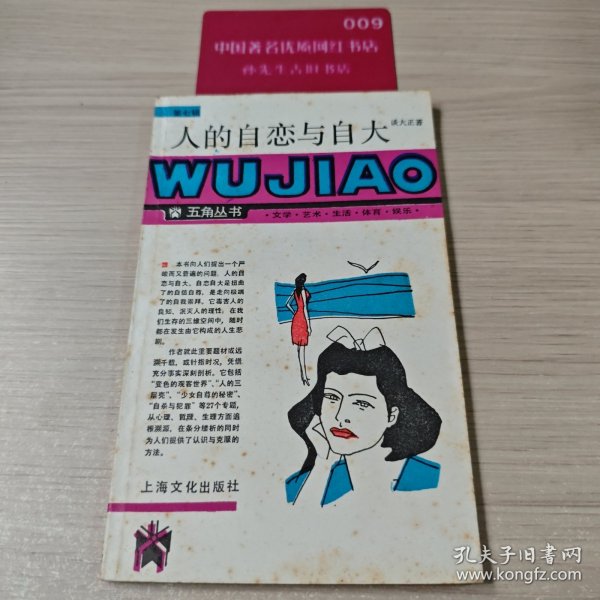 009
中国著名优质网红书店
孙先生古旧书店
第七辑
人的自恋与自大
谈大正著
WUJIAO
五角丛书
·文学·艺术·生活·体育·娱乐·
本书向人们提出一个严
峻而又普遍的问题，人的自
恋与自大。自恋自大是扭曲
了的自信自尊，是走向极端
了的自我崇拜。它毒害人的
良知，泯灭人的理性，在我
们生存的三维空间中，随时
都在发生由它构成的人生悲
剧。
作者就此重要题材或远
溯千载，或针指时况，凭借
充分事实深刻剖析。它包括
“变色的观客世界”、“人的三
层壳”、“少女自尊的秘密”、
“自杀与犯罪”等27个专题，
从心理、哲理、生理方面追
根溯源，在条分缕析的同时
为人们提供了认识与克服的
方法。
上海文化出版社
孔夫子旧书网
www.kongfz.com